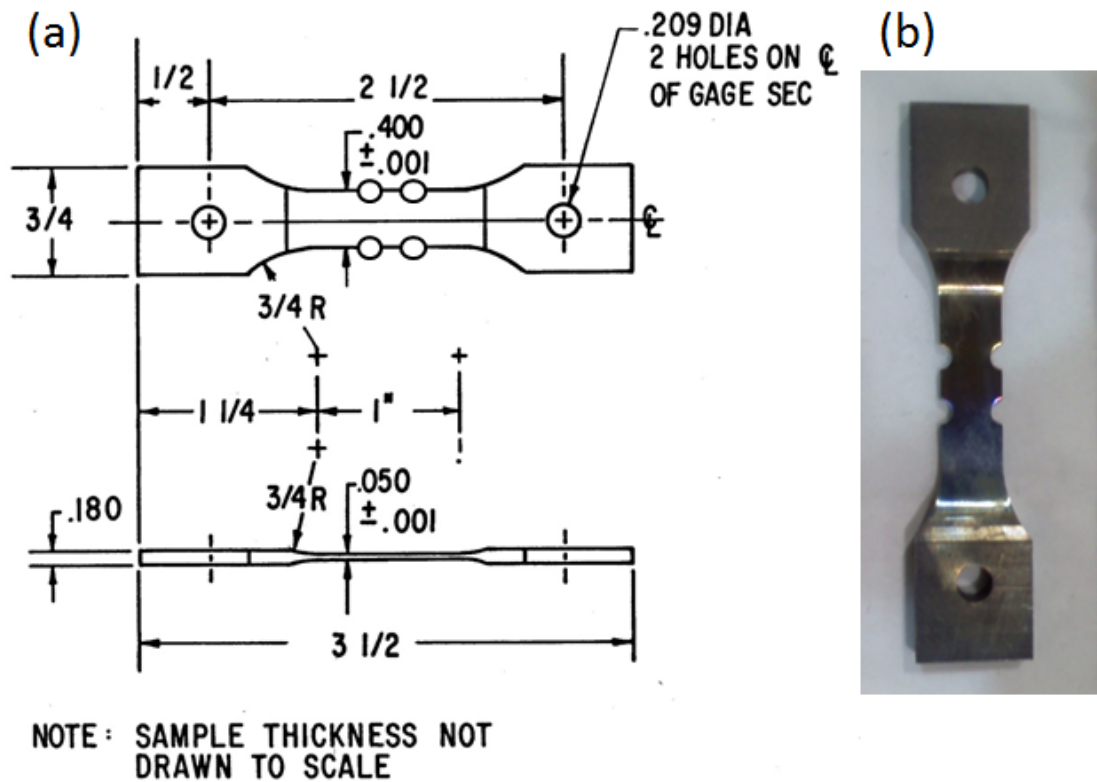 (a)
(b)
.209 DIA
2 HOLES ON ℄
OF GAGE SEC
1/2
2 1/2
.400
±.001
3/4
℄
3/4 R
1 1/4
1"
3/4 R
.050
±.001
.180
3 1/2
NOTE: SAMPLE THICKNESS NOT
DRAWN TO SCALE